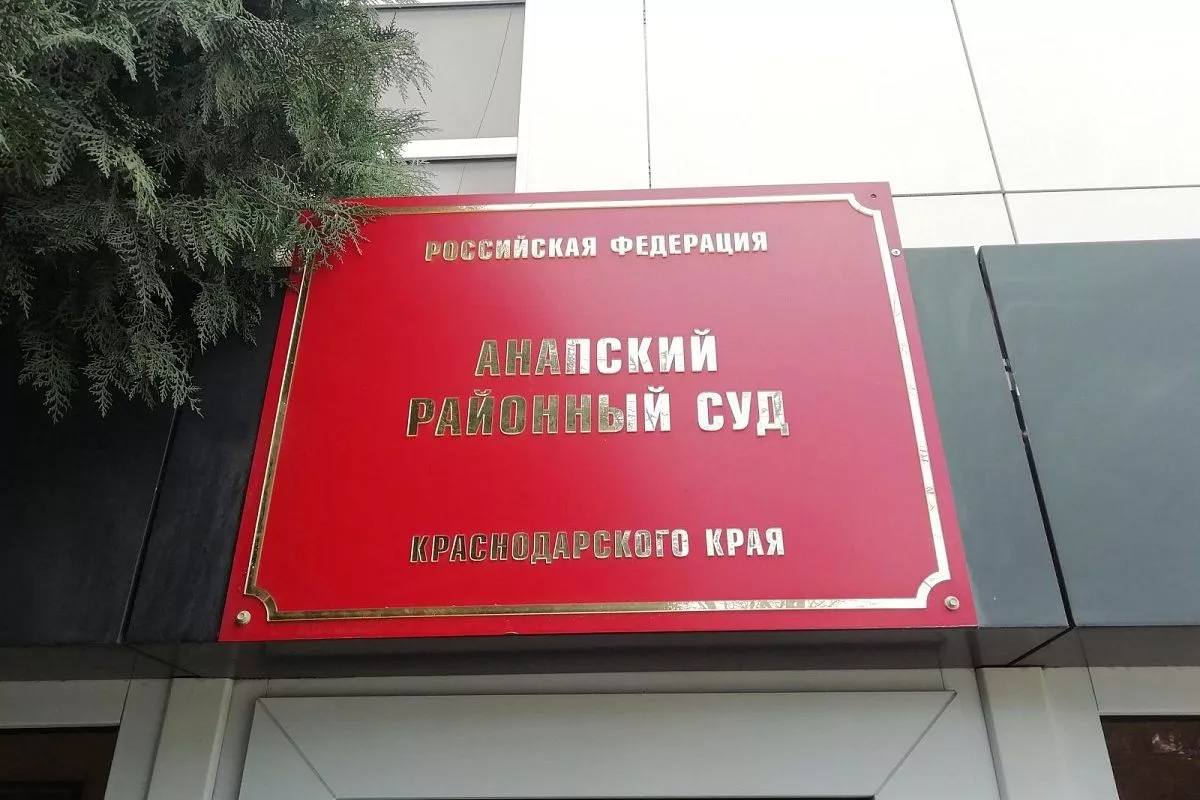 РОССИЙСКАЯ ФЕДЕРАЦИЯ
АНАПСКИЙ
РАЙОННЫЙ СУД
КРАСНОДАРСКОГО КРАЯ